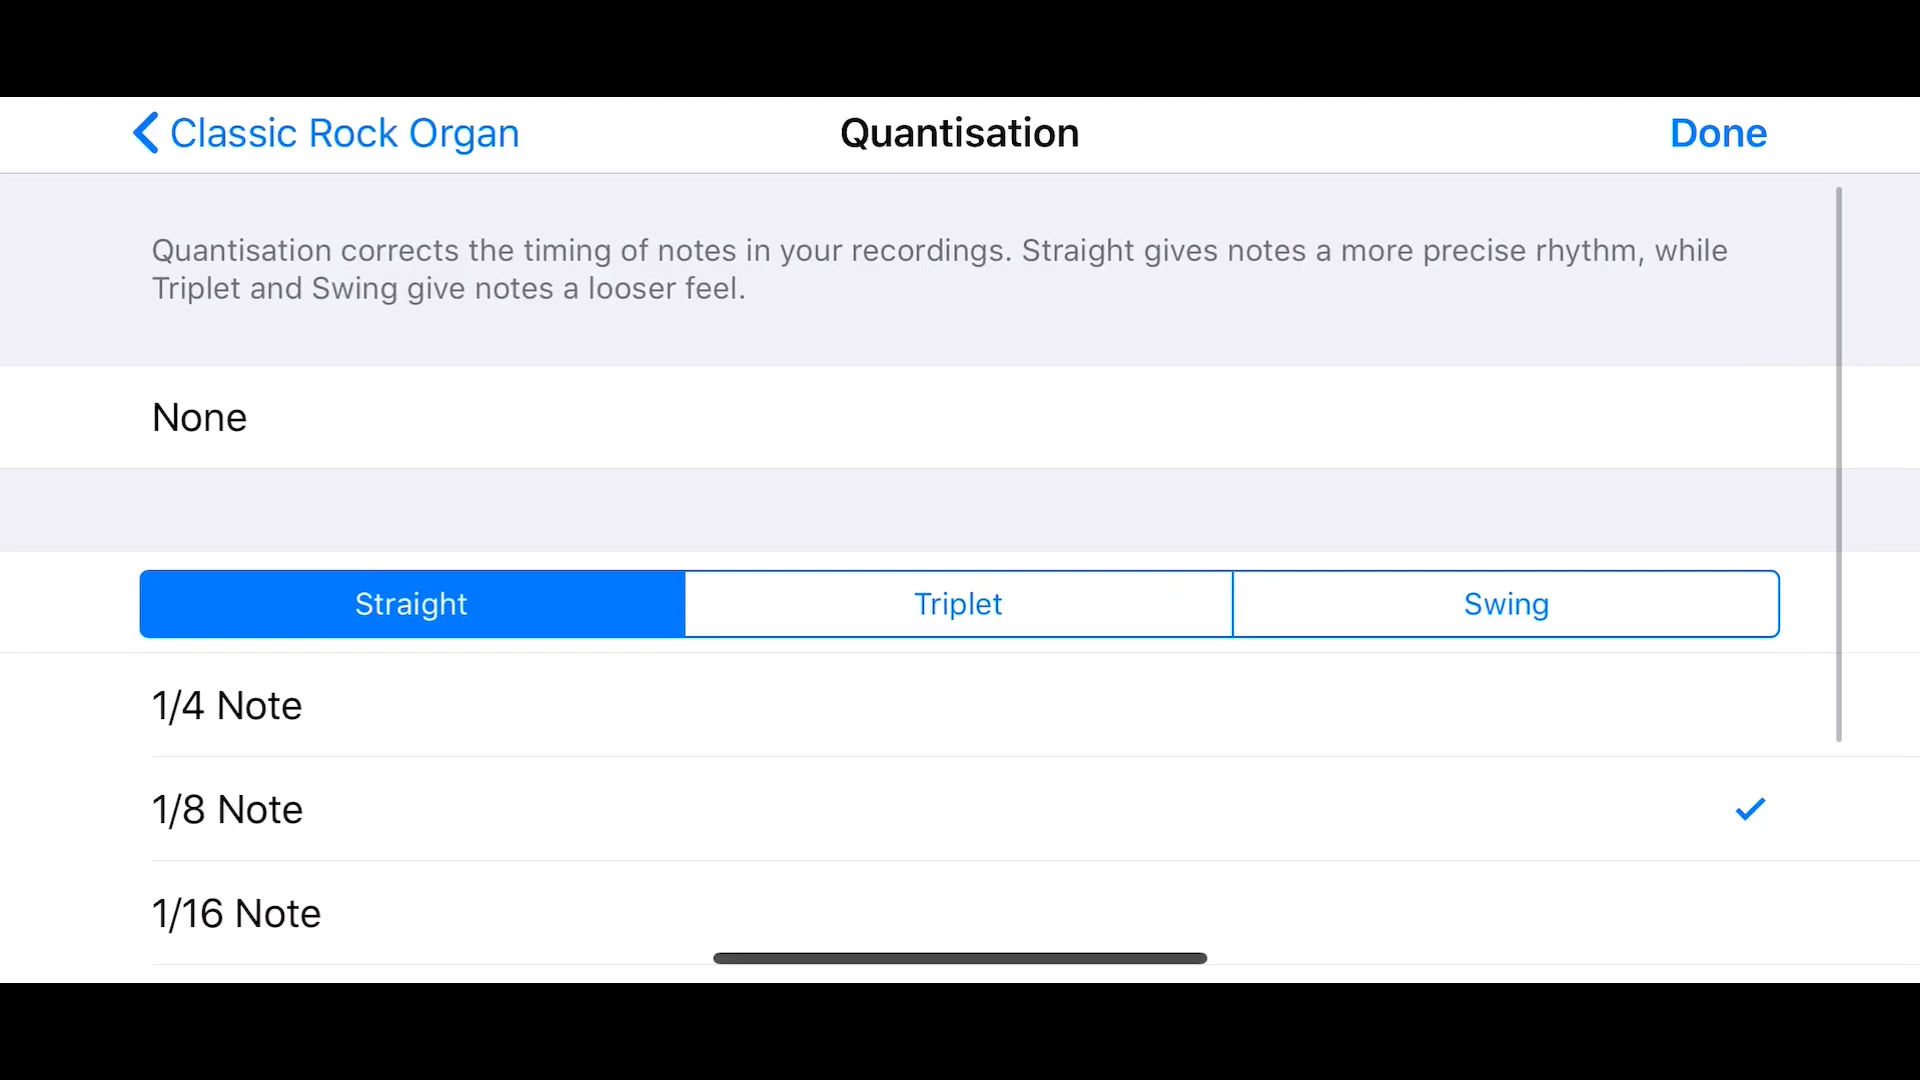 Classic Rock Organ
Quantisation
Done
Quantisation corrects the timing of notes in your recordings. Straight gives notes a more precise rhythm, while
Triplet and Swing give notes a looser feel.
None
Straight
Triplet
Swing
1/4 Note
1/8 Note
1/16 Note